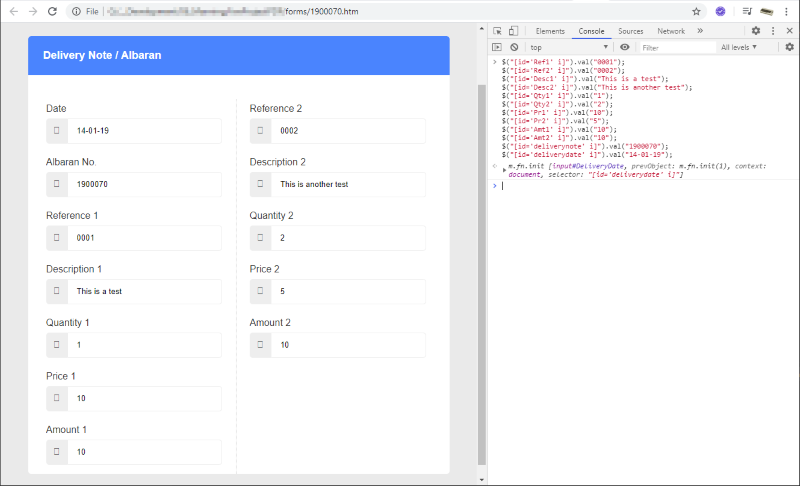 File
/forms/1900070.htm
Delivery Note / Albaran
Date
14-01-19
Albaran No.
1900070
Reference 1
0001
Description 1
This is a test
Quantity 1
1
Price 1
10
Amount 1
10
Reference 2
0002
Description 2
This is another test
Quantity 2
2
Price 2
5
Amount 2
10
Elements Console Sources Network »
top Filter All levels
> $("[id='Ref1' i]").val("0001");
$("[id='Ref2' i]").val("0002");
$("[id='Desc1' i]").val("This is a test");
$("[id='Desc2' i]").val("This is another test");
$("[id='Qty1' i]").val("1");
$("[id='Qty2' i]").val("2");
$("[id='Pr1' i]").val("10");
$("[id='Pr2' i]").val("5");
$("[id='Amt1' i]").val("10");
$("[id='Amt2' i]").val("10");
$("[id='deliverynote' i]").val("1900070");
$("[id='deliverydate' i]").val("14-01-19");
m.fn.init [input#DeliveryDate, prevObject: m.fn.init(1), context:
document, selector: "[id='deliverydate' i]"]
>